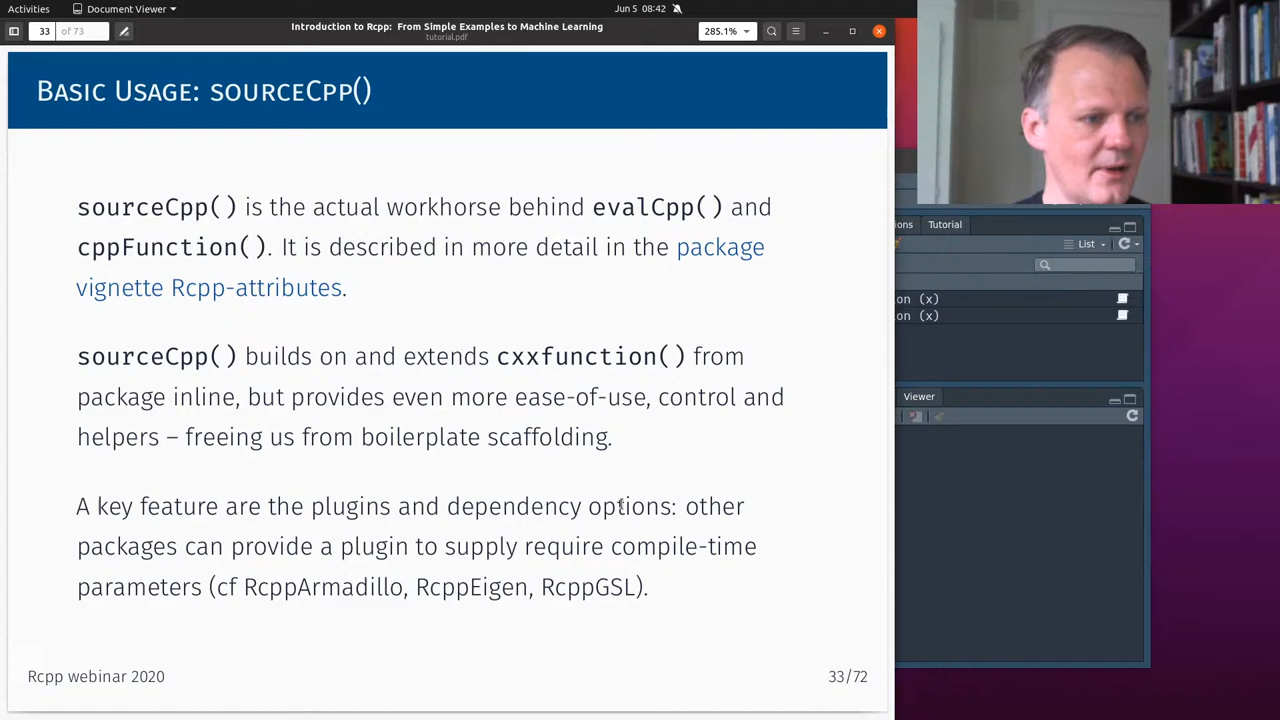 Activities
Document Viewer
Jun 5 08:42
33 of 73
Introduction to Rcpp: From Simple Examples to Machine Learning
tutorial.pdf
285.1%
Basic Usage: sourceCpp()
sourceCpp() is the actual workhorse behind evalCpp() and
cppFunction(). It is described in more detail in the package
vignette Rcpp-attributes.
sourceCpp() builds on and extends cxxfunction() from
package inline, but provides even more ease-of-use, control and
helpers – freeing us from boilerplate scaffolding.
A key feature are the plugins and dependency options: other
packages can provide a plugin to supply require compile-time
parameters (cf RcppArmadillo, RcppEigen, RcppGSL).
Rcpp webinar 2020
33/72
ions
Tutorial
List
on (x)
on (x)
Viewer